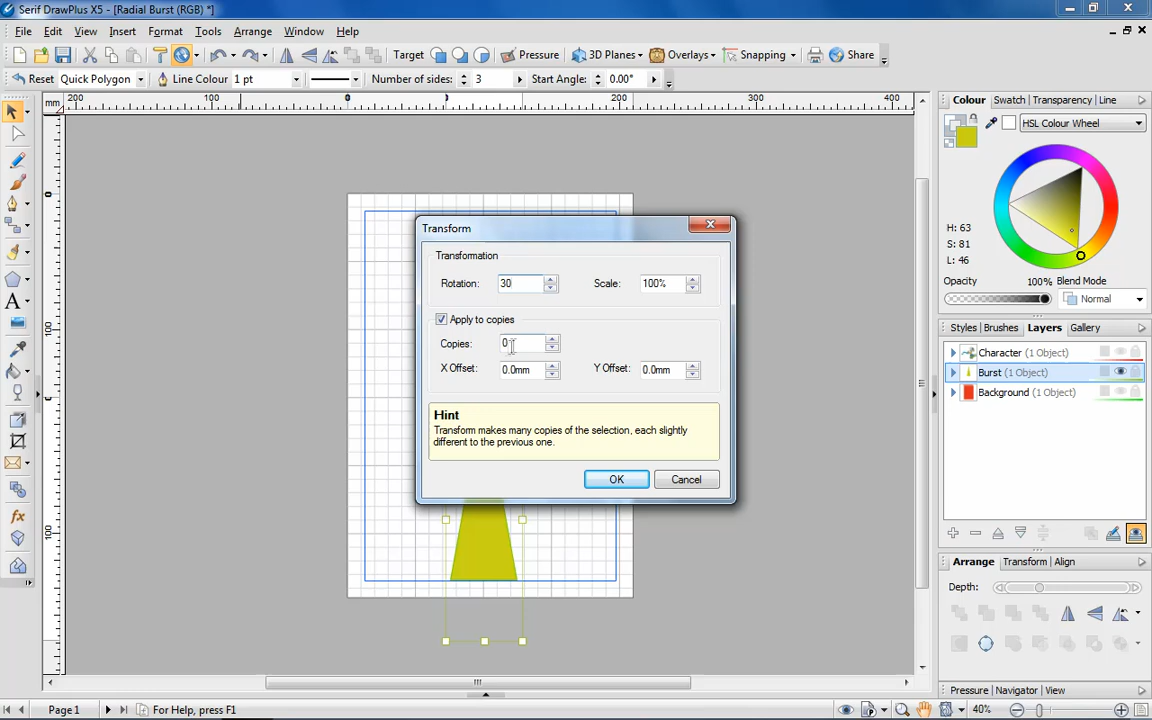 Serif DrawPlus X5 - [Radial Burst (RGB) *]
File Edit View Insert Format Tools Arrange Window Help
Target Pressure 3D Planes Overlays Snapping Share
Reset Quick Polygon Line Colour 1 pt Number of sides: 3 Start Angle: 0.00°
mm 200 100 0 200 300 400
0
100
100
Transform
Transformation
Rotation: 30 Scale: 100%
Apply to copies
Copies: 0
X Offset: 0.0mm Y Offset: 0.0mm
Hint
Transform makes many copies of the selection, each slightly
different to the previous one.
OK Cancel
Colour Swatch Transparency Line
HSL Colour Wheel
H: 63
S: 81
L: 46
Opacity 100% Blend Mode
Normal
Styles Brushes Layers Gallery
Character (1 Object)
Burst (1 Object)
Background (1 Object)
Arrange Transform Align
Depth:
Pressure Navigator View
Page 1 For Help, press F1 40%